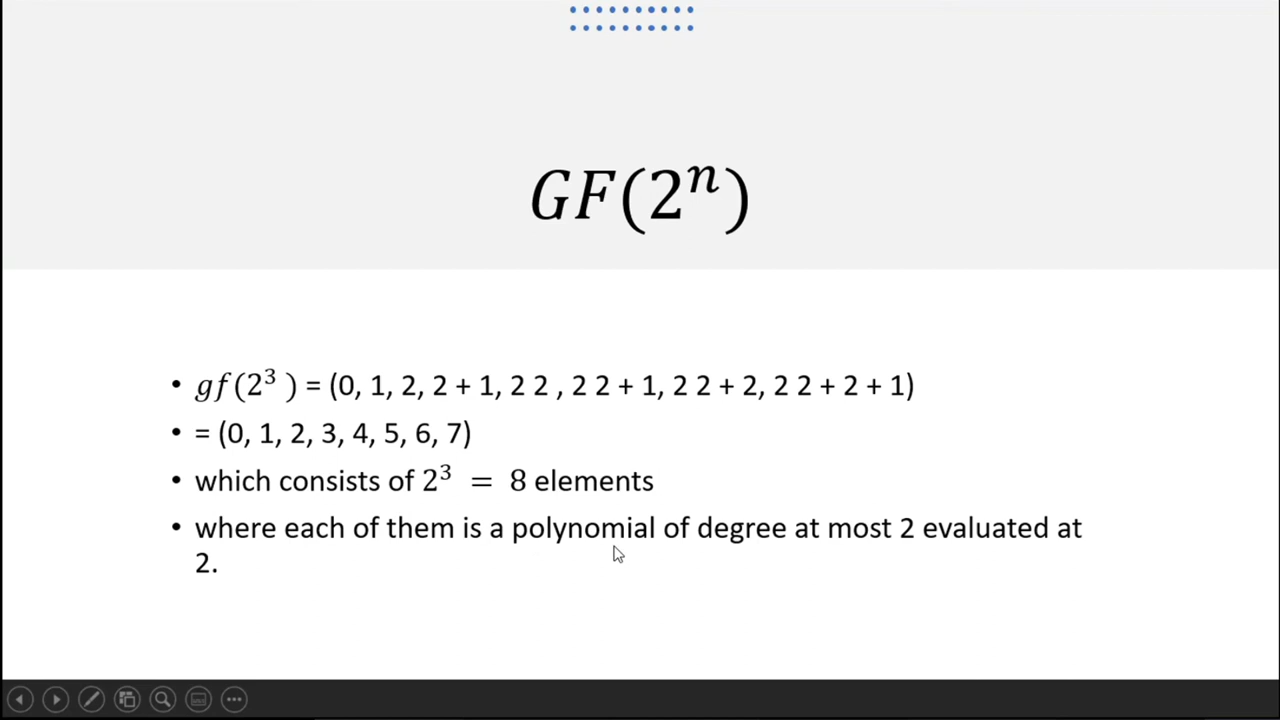 GF(2ⁿ)
• gf(2³ ) = (0, 1, 2, 2 + 1, 2 2 , 2 2 + 1, 2 2 + 2, 2 2 + 2 + 1)
• = (0, 1, 2, 3, 4, 5, 6, 7)
• which consists of 2³ = 8 elements
• where each of them is a polynomial of degree at most 2 evaluated at
2.